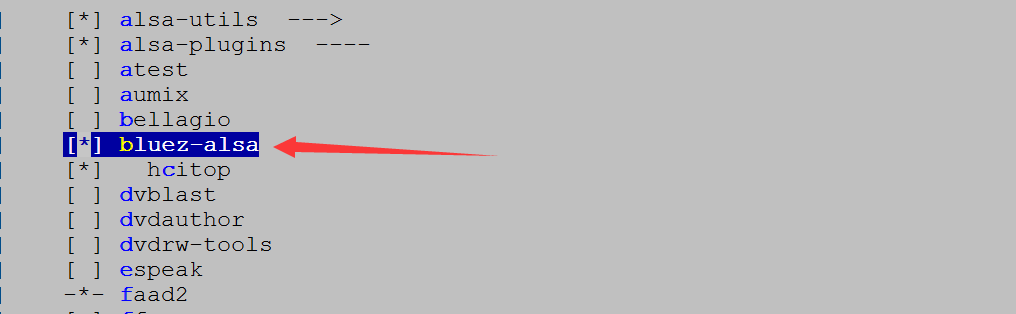 [*] alsa-utils  --->
[*] alsa-plugins  ----
[ ] atest
[ ] aumix
[ ] bellagio
[*] bluez-alsa
[*]   hcitop
[ ] dvblast
[ ] dvdauthor
[ ] dvdrw-tools
[ ] espeak
-*- faad2